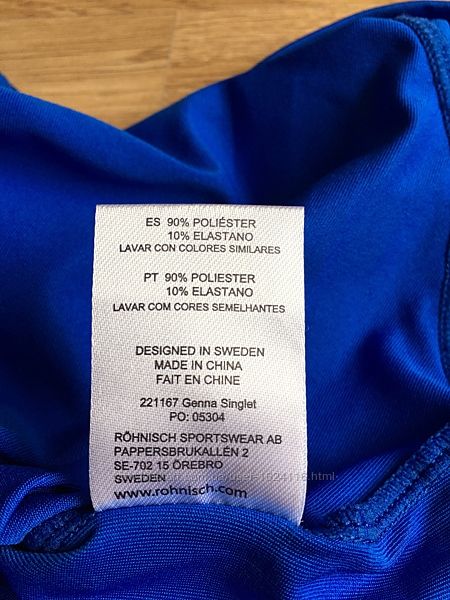 ES 90% POLIÉSTER
10% ELASTANO
LAVAR CON COLORES SIMILARES
PT 90% POLIESTER
10% ELASTANO
LAVAR COM CORES SEMELHANTES
DESIGNED IN SWEDEN
MADE IN CHINA
FAIT EN CHINE
221167 Genna Singlet
PO: 05304
RÖHNISCH SPORTSWEAR AB
PAPPERSBRUKALLÉN 2
SE-702 15 ÖREBRO
SWEDEN
www.rohnisch.com